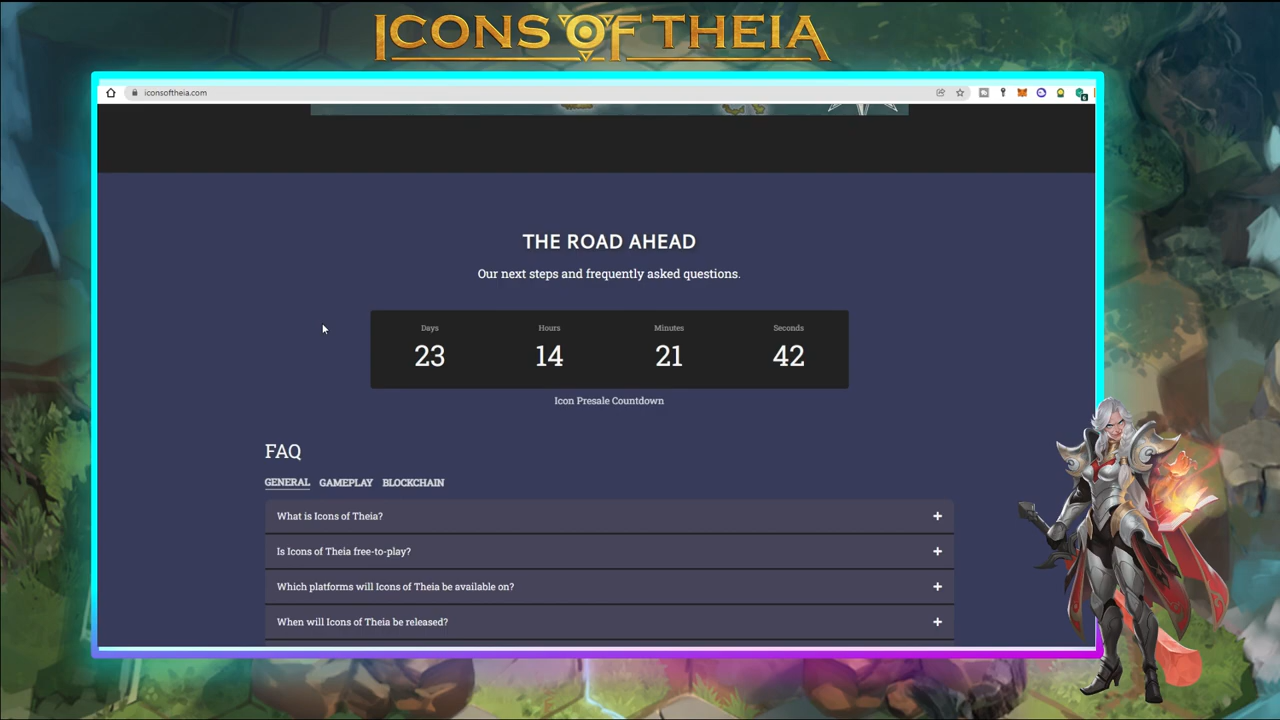 ICONS OF THEIA
iconsoftheia.com
THE ROAD AHEAD
Our next steps and frequently asked questions.
Days Hours Minutes Seconds
23 14 21 42
Icon Presale Countdown
FAQ
GENERAL GAMEPLAY BLOCKCHAIN
What is Icons of Theia? +
Is Icons of Theia free-to-play? +
Which platforms will Icons of Theia be available on? +
When will Icons of Theia be released? +